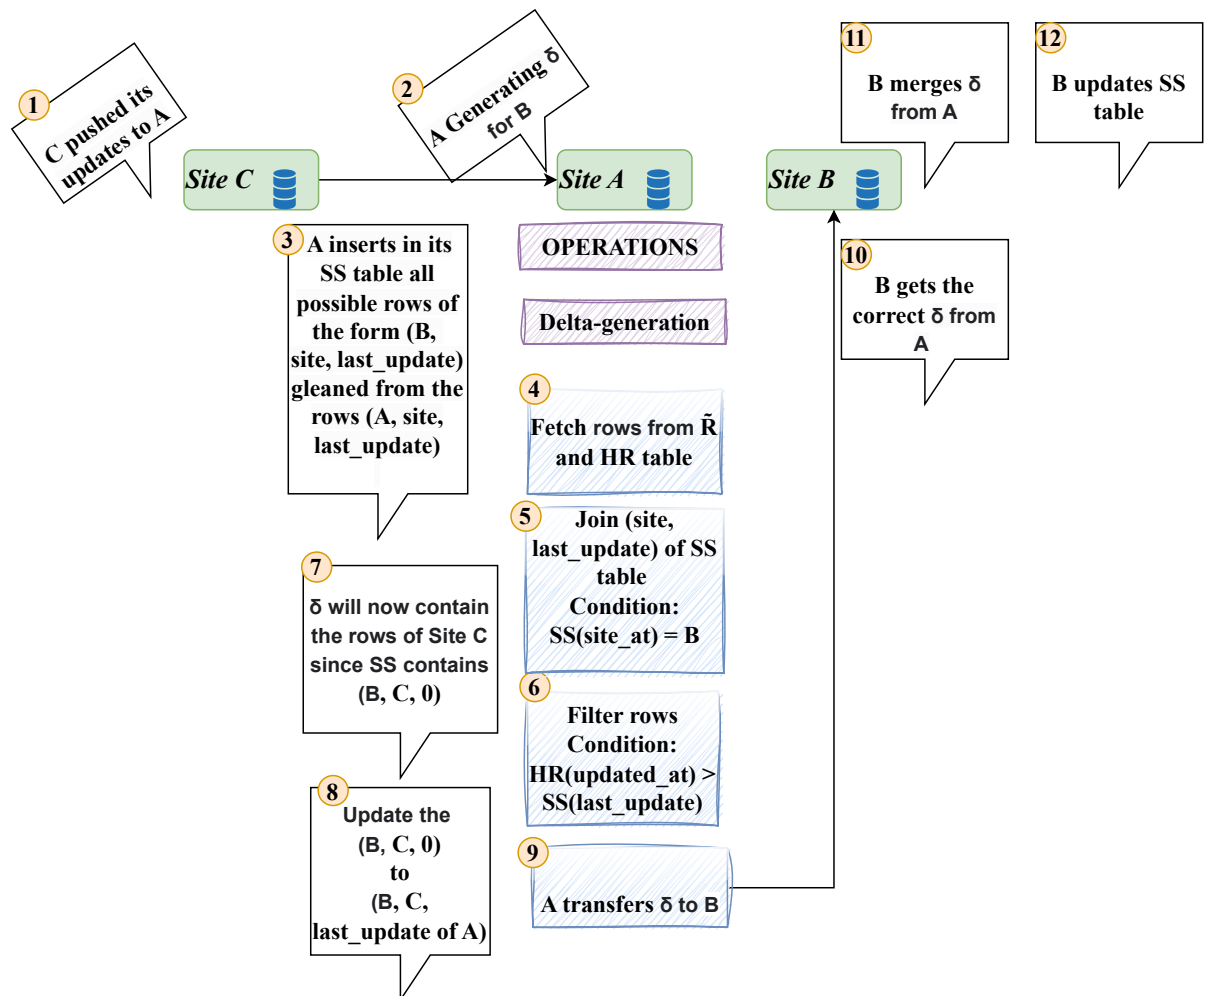 1
C pushed its
updates to A
2
A Generating δ
for B
11
B merges δ
from A
12
B updates SS
table
Site C
Site A
Site B
3
A inserts in its
SS table all
possible rows of
the form (B,
site, last_update)
gleaned from the
rows (A, site,
last_update)
OPERATIONS
Delta-generation
10
B gets the
correct δ from
A
4
Fetch rows from R̃
and HR table
5
Join (site,
last_update) of SS
table
Condition:
SS(site_at) = B
7
δ will now contain
the rows of Site C
since SS contains
(B, C, 0)
6
Filter rows
Condition:
HR(updated_at) >
SS(last_update)
8
Update the
(B, C, 0)
to
(B, C,
last_update of A)
9
A transfers δ to B